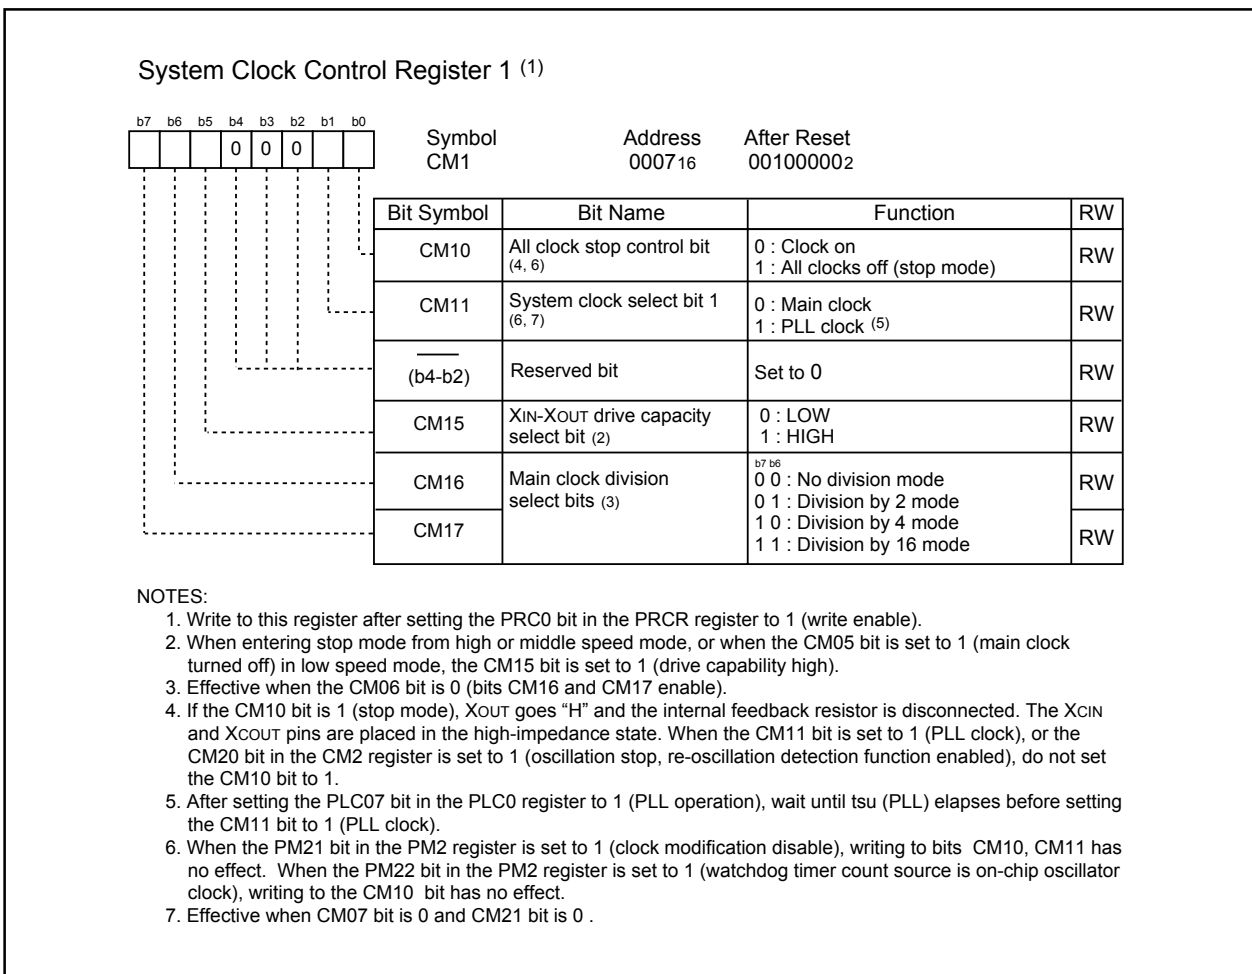 System Clock Control Register 1 (1)
b7 b6 b5 b4 b3 b2 b1 b0
0 0 0
Symbol Address After Reset
CM1 000716 001000002
Bit Symbol Bit Name Function RW
CM10 All clock stop control bit (4, 6) 0 : Clock on RW
1 : All clocks off (stop mode)
CM11 System clock select bit 1 (6, 7) 0 : Main clock RW
1 : PLL clock (5)
(b4-b2) Reserved bit Set to 0 RW
CM15 XIN-XOUT drive capacity 0 : LOW RW
select bit (2) 1 : HIGH
b7 b6
CM16 Main clock division 0 0 : No division mode RW
select bits (3) 0 1 : Division by 2 mode
CM17 1 0 : Division by 4 mode RW
1 1 : Division by 16 mode
NOTES:
1. Write to this register after setting the PRC0 bit in the PRCR register to 1 (write enable).
2. When entering stop mode from high or middle speed mode, or when the CM05 bit is set to 1 (main clock
turned off) in low speed mode, the CM15 bit is set to 1 (drive capability high).
3. Effective when the CM06 bit is 0 (bits CM16 and CM17 enable).
4. If the CM10 bit is 1 (stop mode), XOUT goes “H” and the internal feedback resistor is disconnected. The XCIN
and XCOUT pins are placed in the high-impedance state. When the CM11 bit is set to 1 (PLL clock), or the
CM20 bit in the CM2 register is set to 1 (oscillation stop, re-oscillation detection function enabled), do not set
the CM10 bit to 1.
5. After setting the PLC07 bit in the PLC0 register to 1 (PLL operation), wait until tsu (PLL) elapses before setting
the CM11 bit to 1 (PLL clock).
6. When the PM21 bit in the PM2 register is set to 1 (clock modification disable), writing to bits CM10, CM11 has
no effect. When the PM22 bit in the PM2 register is set to 1 (watchdog timer count source is on-chip oscillator
clock), writing to the CM10 bit has no effect.
7. Effective when CM07 bit is 0 and CM21 bit is 0 .